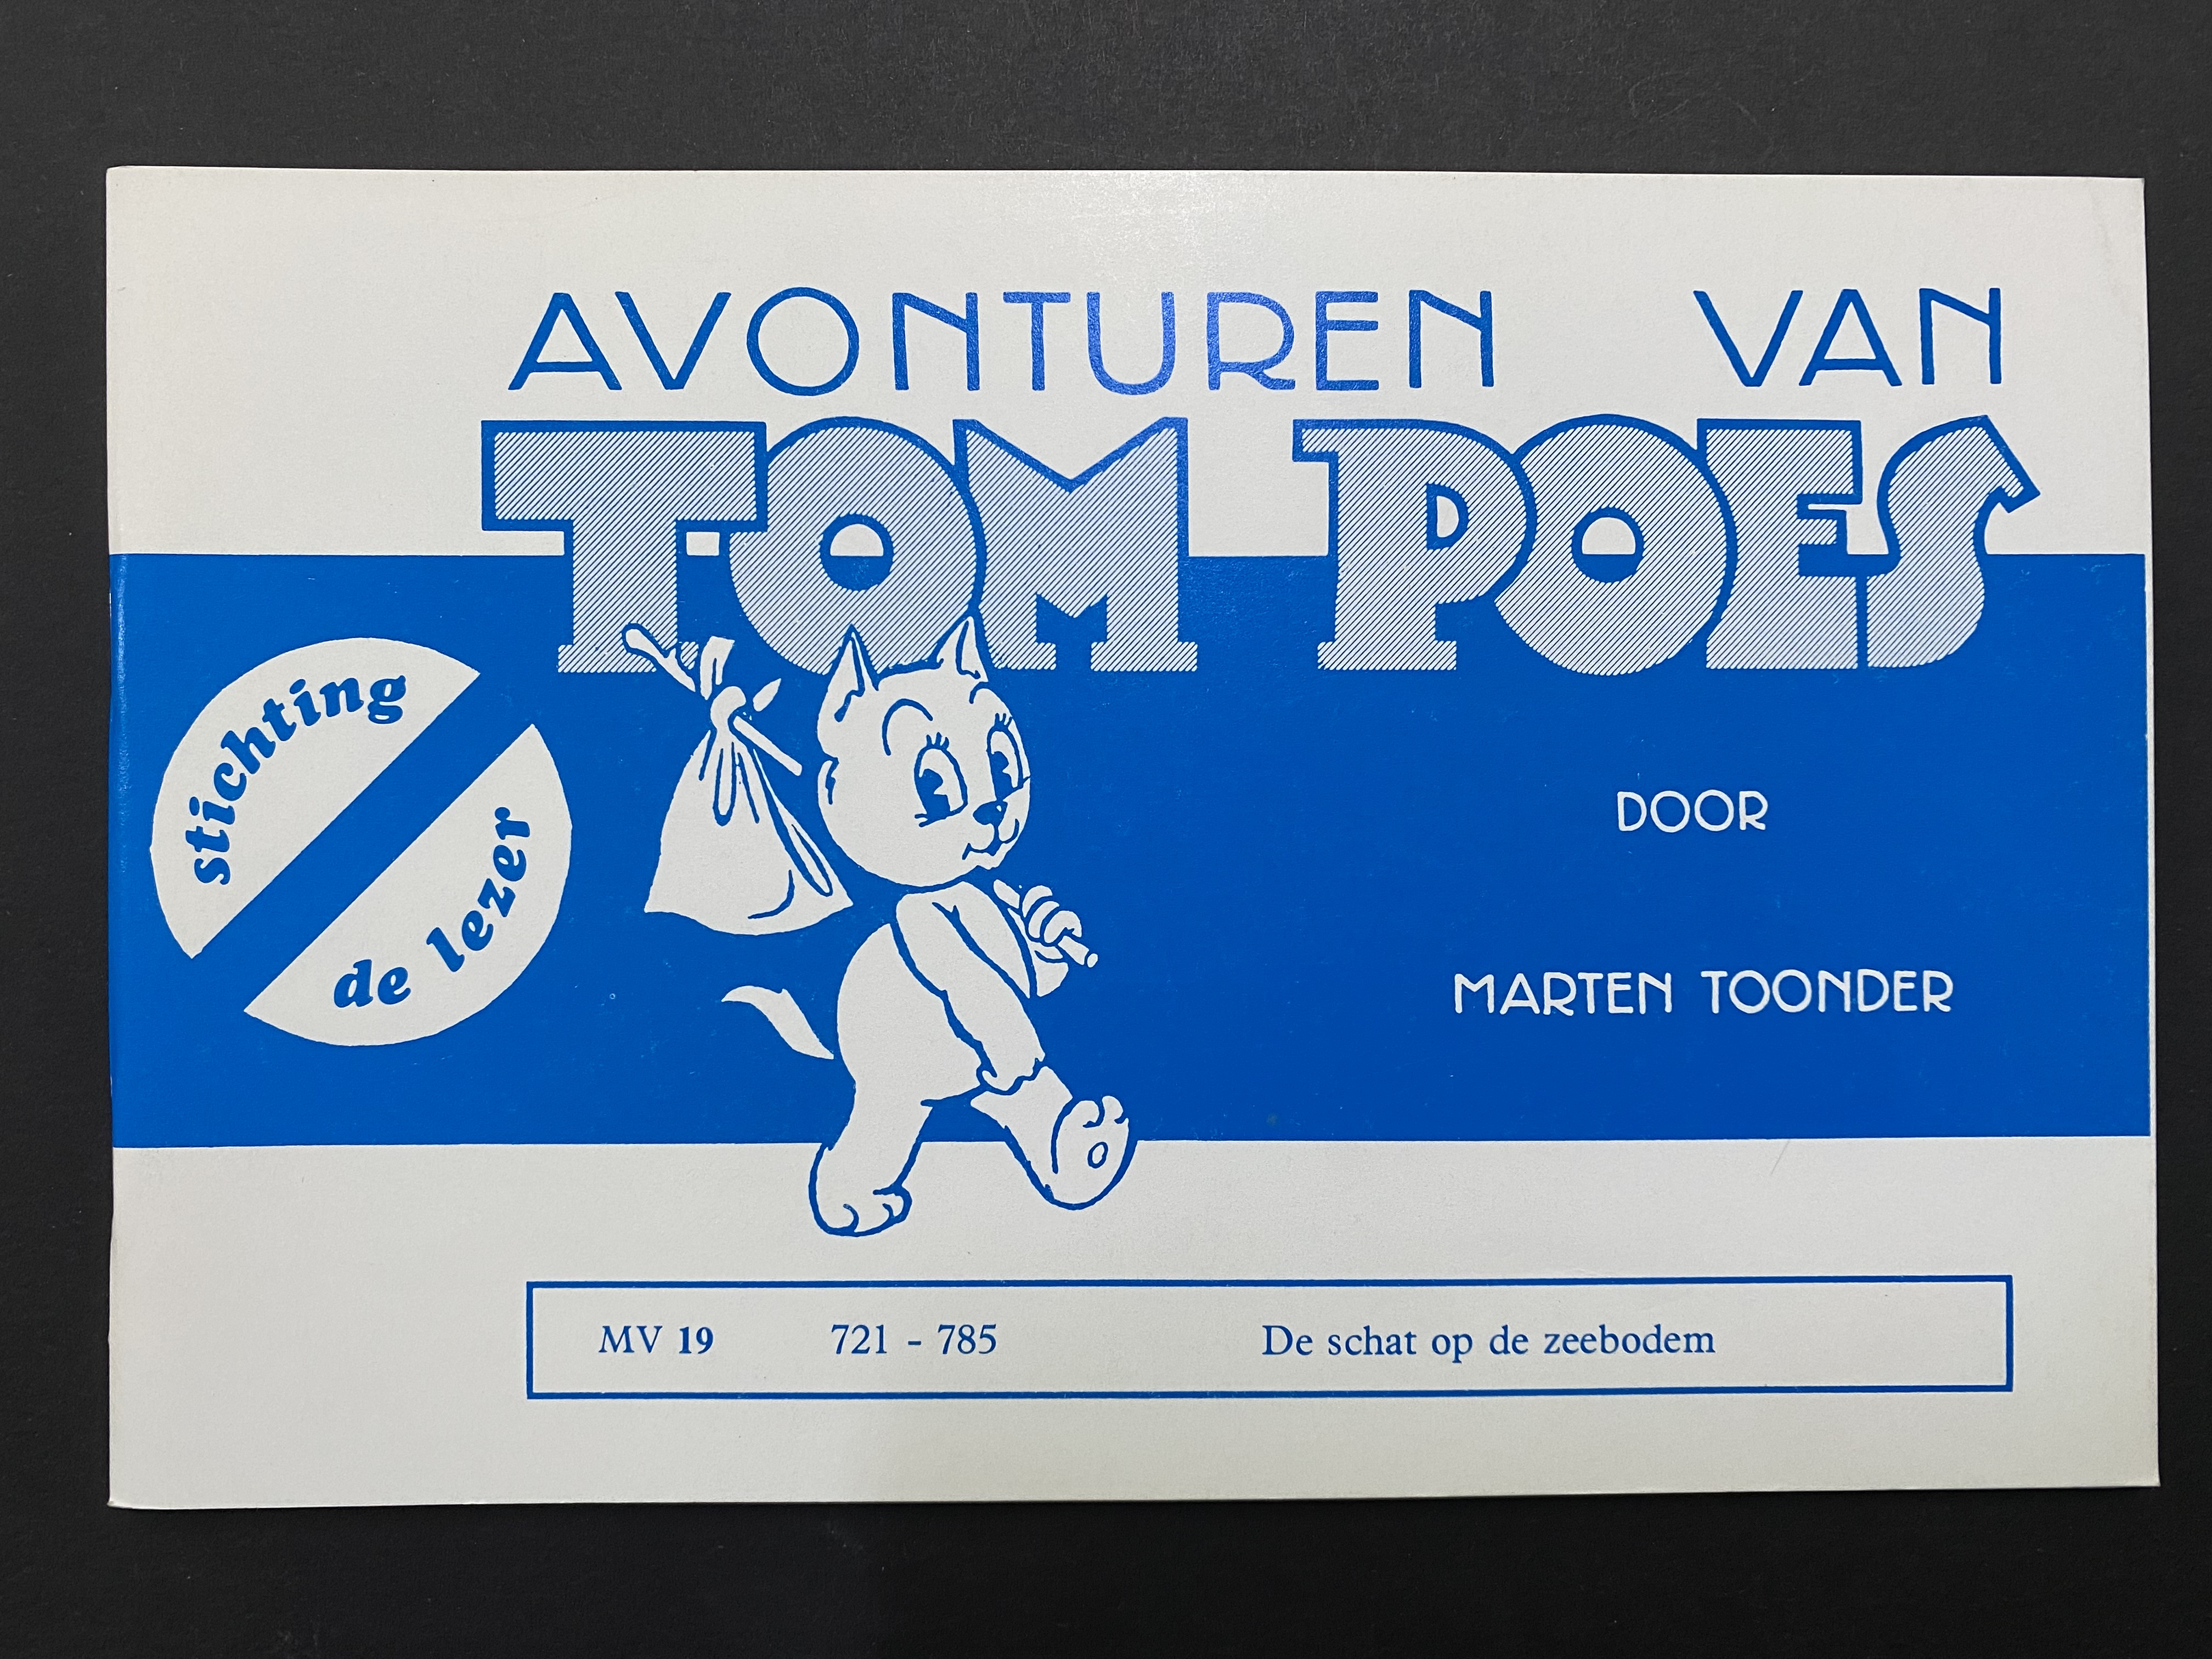 AVONTUREN VAN
TOM POES
stichting
de lezer
DOOR
MARTEN TOONDER
MV 19 721 - 785 De schat op de zeebodem